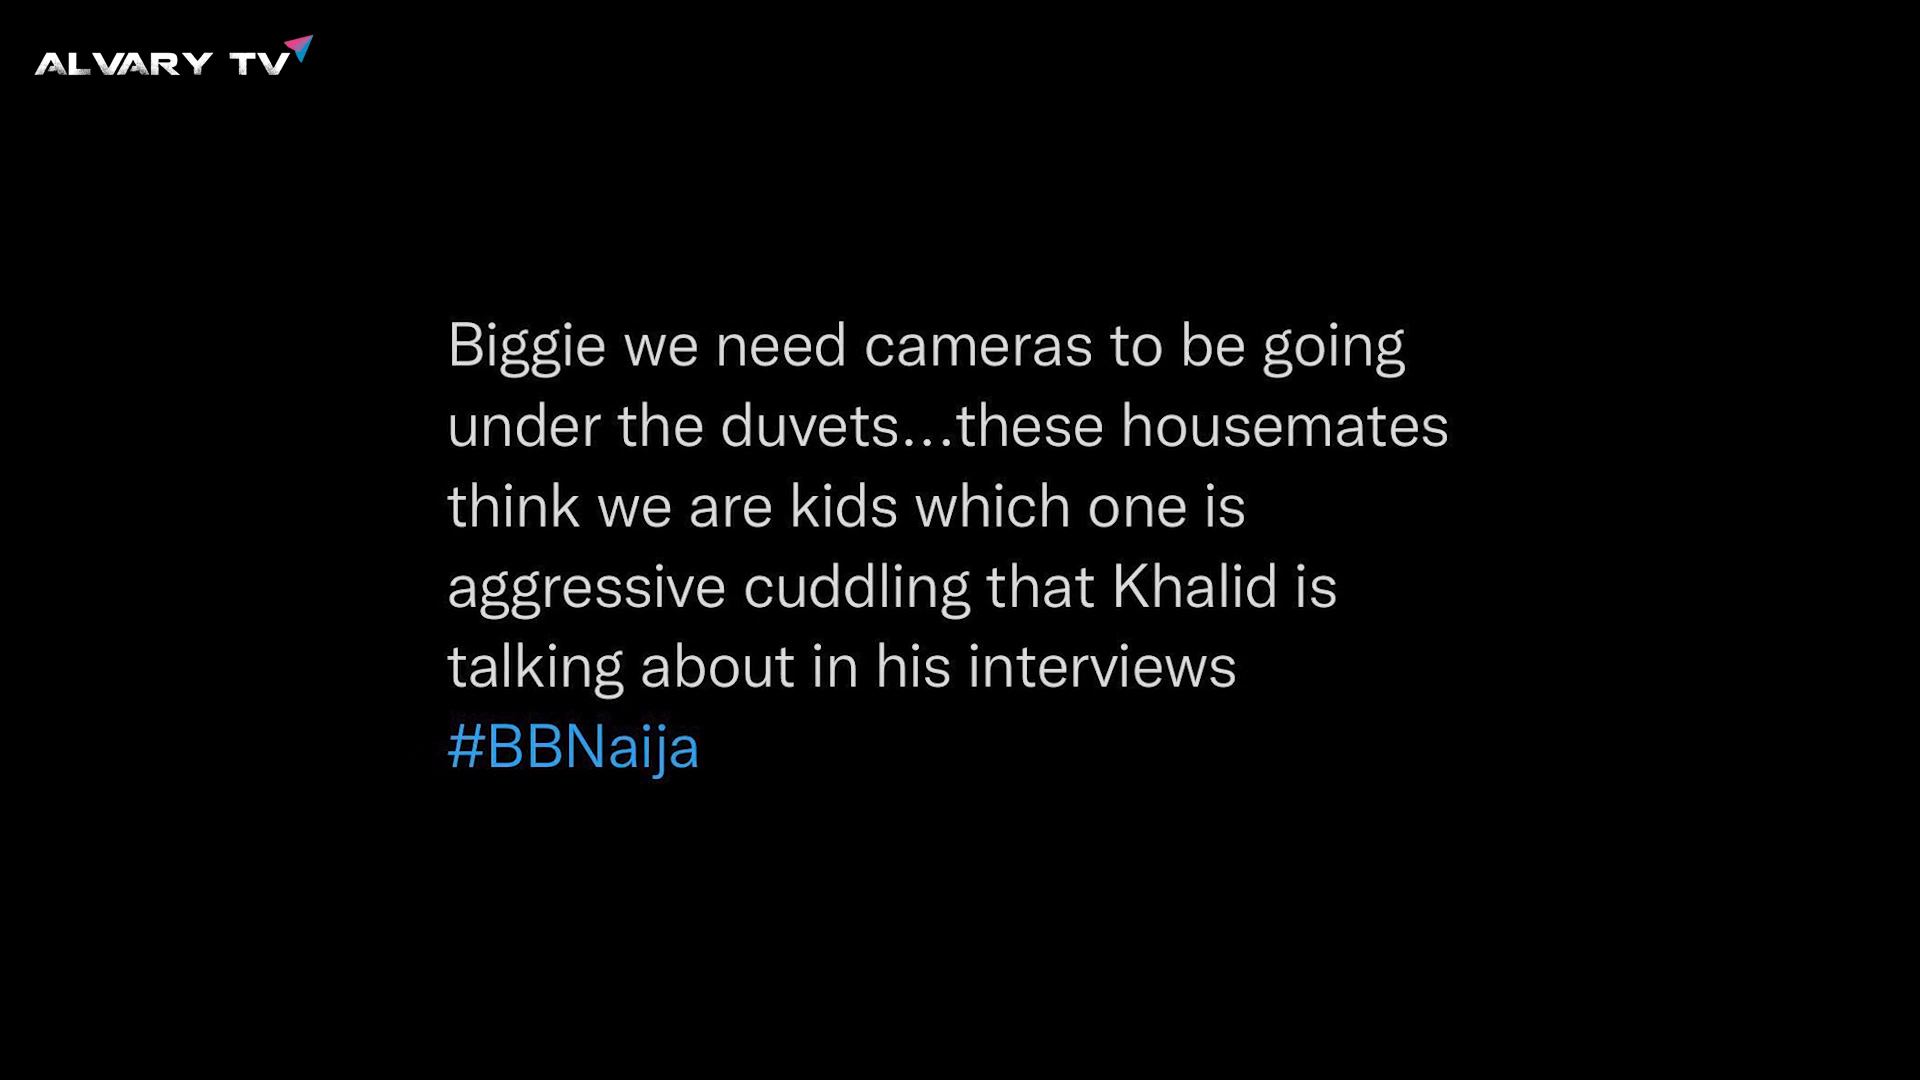 ALVARY TV
Biggie we need cameras to be going
under the duvets...these housemates
think we are kids which one is
aggressive cuddling that Khalid is
talking about in his interviews
#BBNaija